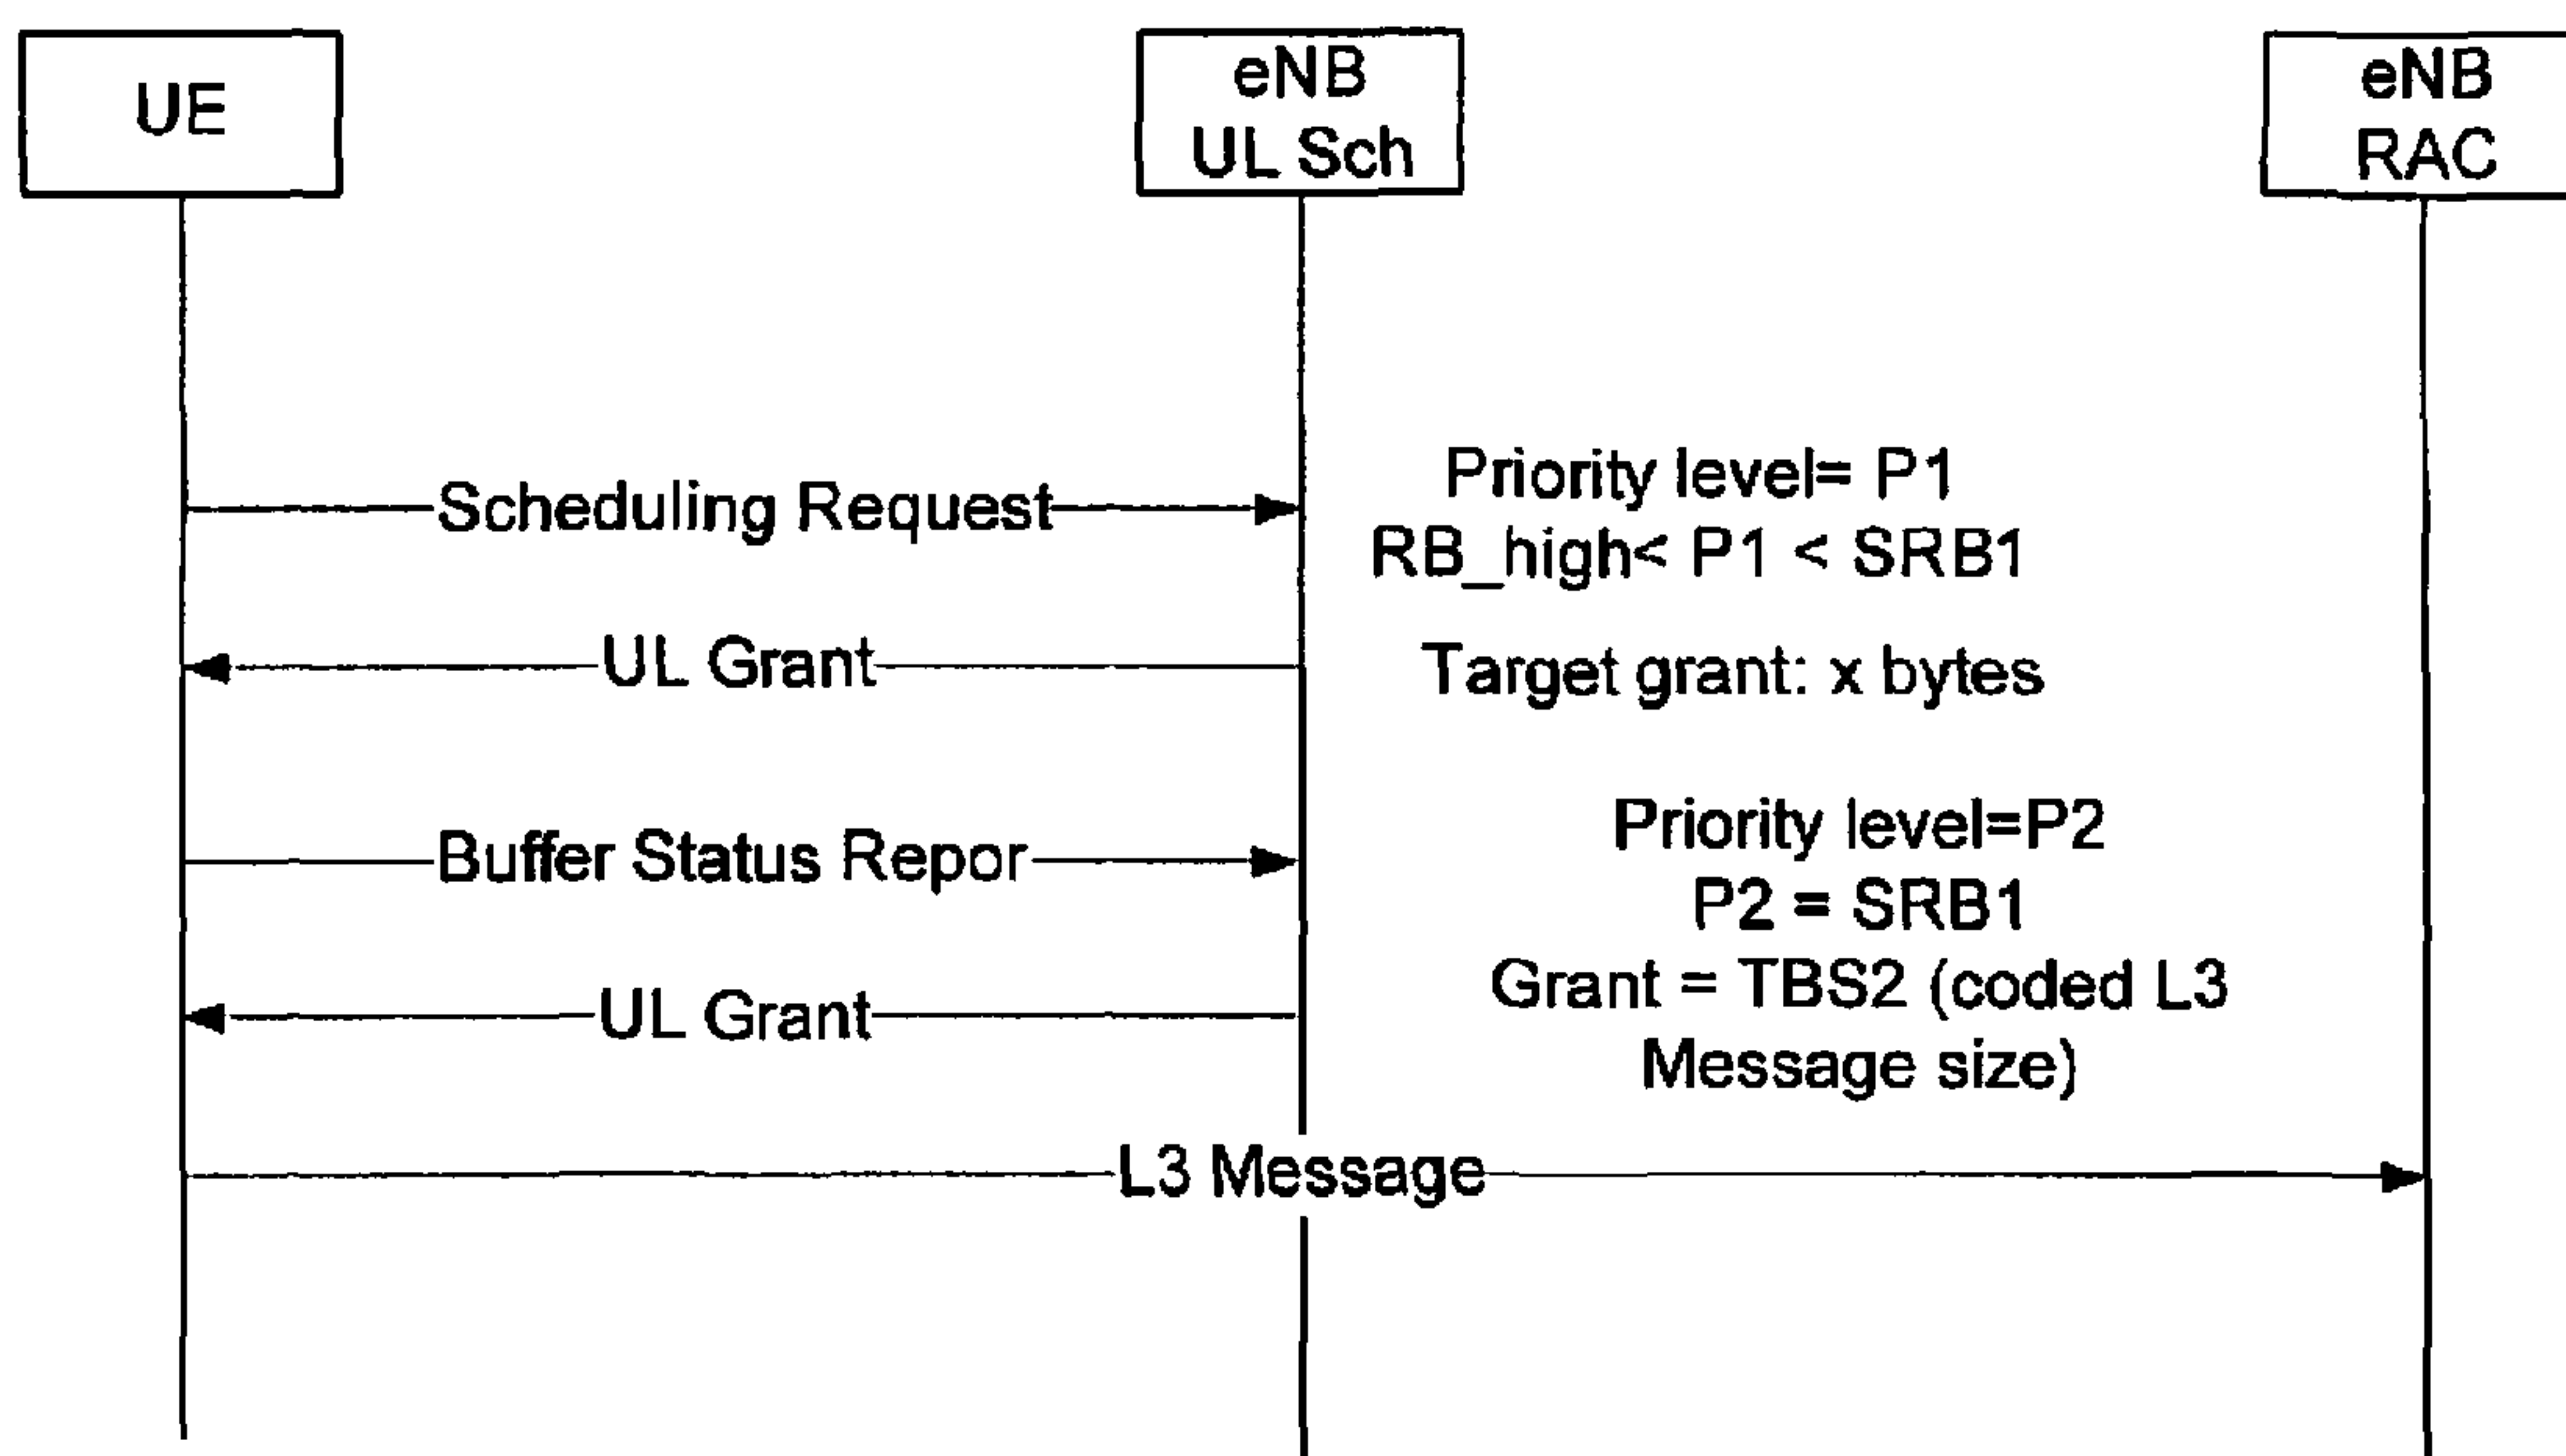 UE
eNB
UL Sch
eNB
RAC
Scheduling Request
Priority level= P1
RB_high< P1 < SRB1
UL Grant
Target grant: x bytes
Buffer Status Repor
Priority level=P2
P2 = SRB1
Grant = TBS2 (coded L3
Message size)
UL Grant
L3 Message